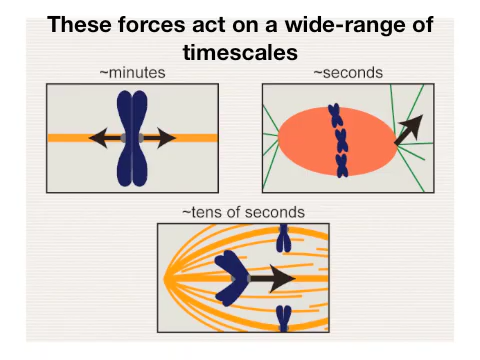 These forces act on a wide-range of
timescales
~minutes
~seconds
~tens of seconds